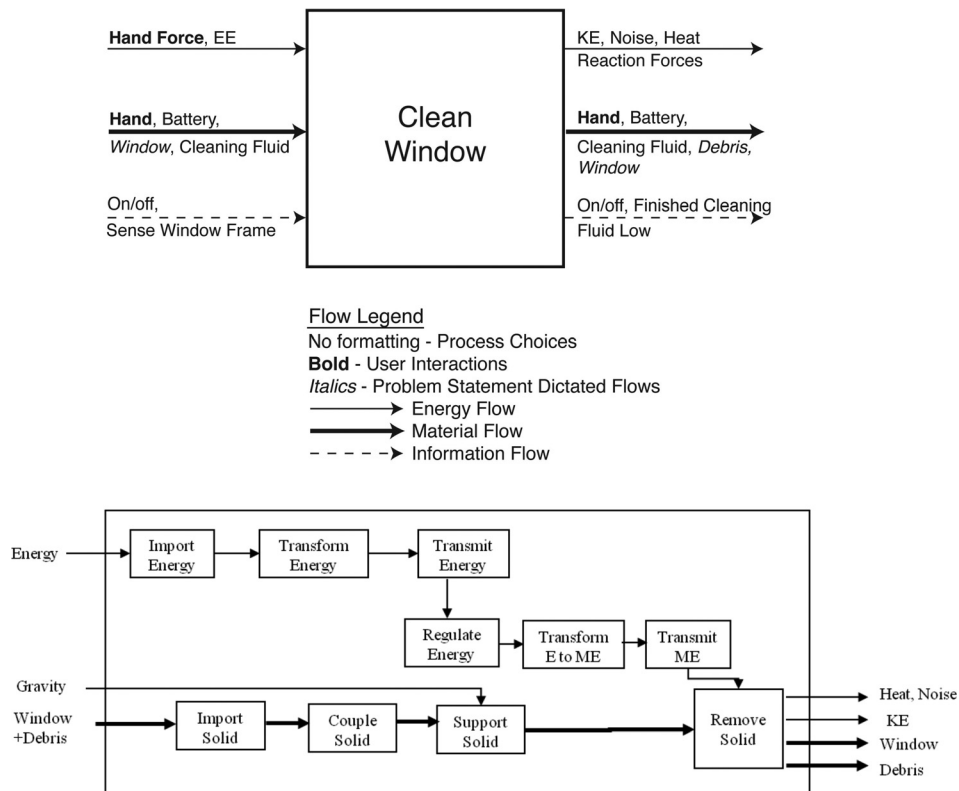 Hand Force, EE
KE, Noise, Heat
Reaction Forces
Clean
Window
Hand, Battery,
Window, Cleaning Fluid
Hand, Battery,
Cleaning Fluid, Debris,
Window
On/off,
Sense Window Frame
On/off, Finished Cleaning
Fluid Low
Flow Legend
No formatting - Process Choices
Bold - User Interactions
Italics - Problem Statement Dictated Flows
Energy Flow
Material Flow
Information Flow
Energy
Import
Energy
Transform
Energy
Transmit
Energy
Regulate
Energy
Transform
E to ME
Transmit
ME
Gravity
Window
+Debris
Import
Solid
Couple
Solid
Support
Solid
Remove
Solid
Heat, Noise
KE
Window
Debris